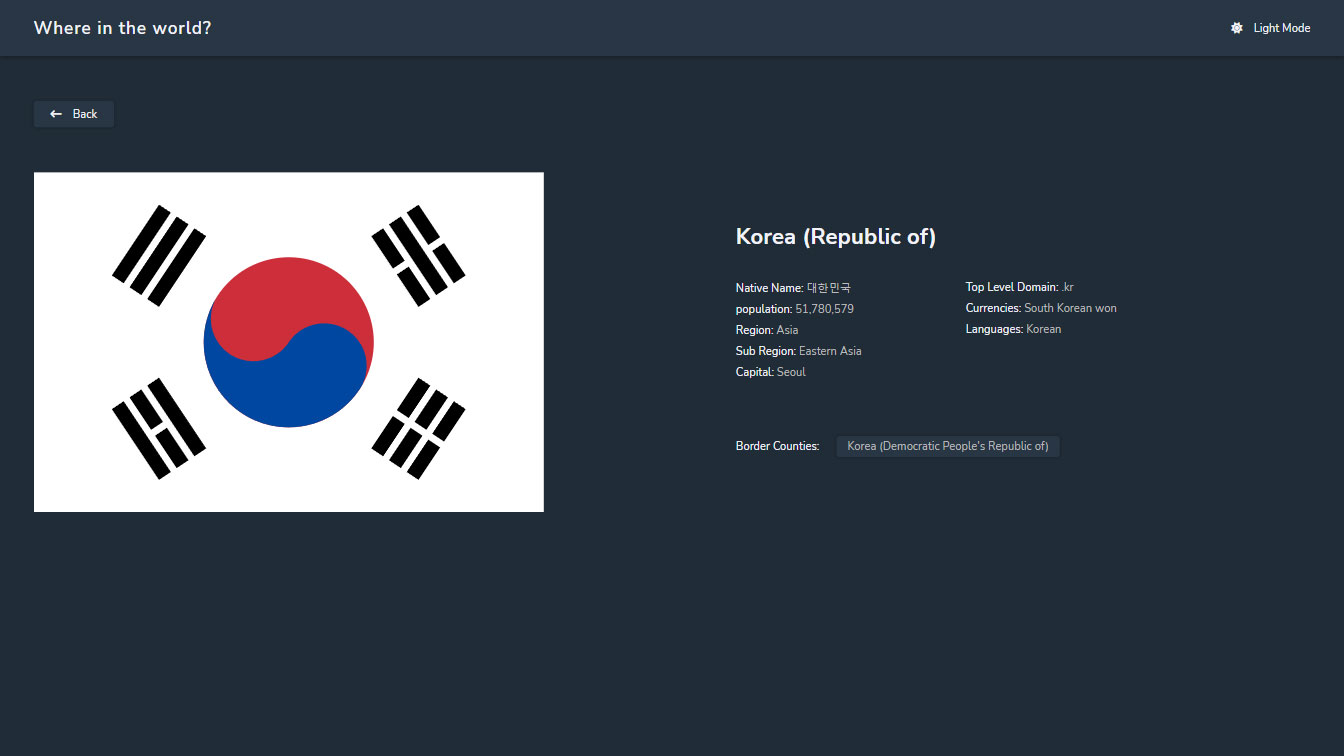 Where in the world?
Light Mode
Back
Korea (Republic of)
Native Name: 대한민국
population: 51,780,579
Region: Asia
Sub Region: Eastern Asia
Capital: Seoul
Top Level Domain: .kr
Currencies: South Korean won
Languages: Korean
Border Counties: Korea (Democratic People's Republic of)